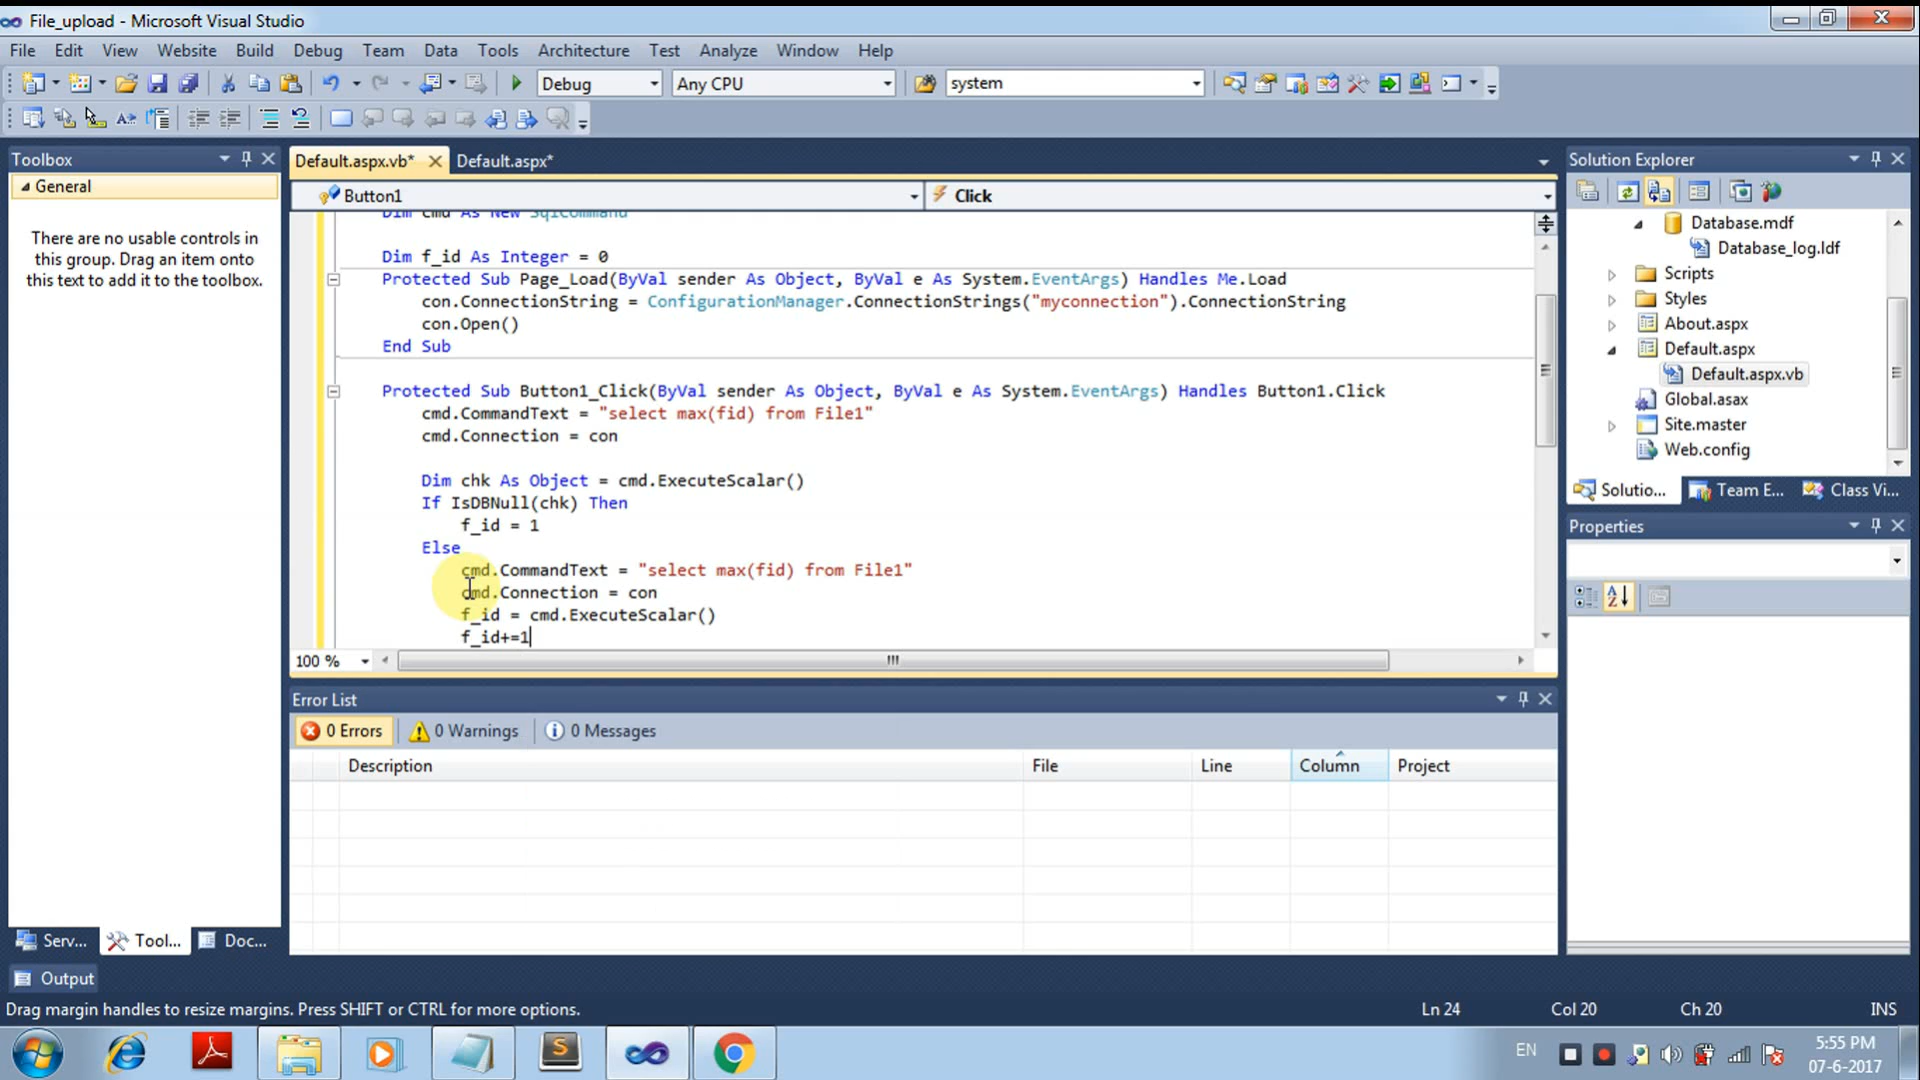 File_upload - Microsoft Visual Studio
File Edit View Website Build Debug Team Data Tools Architecture Test Analyze Window Help
Debug Any CPU system
Toolbox
General
There are no usable controls in
this group. Drag an item onto
this text to add it to the toolbox.
Serv... Tool... Doc...
Default.aspx.vb* Default.aspx*
Button1 Click
Dim cmd As New SqlCommand
Dim f_id As Integer = 0
Protected Sub Page_Load(ByVal sender As Object, ByVal e As System.EventArgs) Handles Me.Load
con.ConnectionString = ConfigurationManager.ConnectionStrings("myconnection").ConnectionString
con.Open()
End Sub
Protected Sub Button1_Click(ByVal sender As Object, ByVal e As System.EventArgs) Handles Button1.Click
cmd.CommandText = "select max(fid) from File1"
cmd.Connection = con
Dim chk As Object = cmd.ExecuteScalar()
If IsDBNull(chk) Then
f_id = 1
Else
cmd.CommandText = "select max(fid) from File1"
cmd.Connection = con
f_id = cmd.ExecuteScalar()
f_id+=1
100 %
Error List
0 Errors 0 Warnings 0 Messages
Description File Line Column Project
Solution Explorer
Database.mdf
Database_log.ldf
Scripts
Styles
About.aspx
Default.aspx
Default.aspx.vb
Global.asax
Site.master
Web.config
Solutio... Team E... Class Vi...
Properties
Output
Drag margin handles to resize margins. Press SHIFT or CTRL for more options. Ln 24 Col 20 Ch 20 INS
EN
5:55 PM
07-6-2017